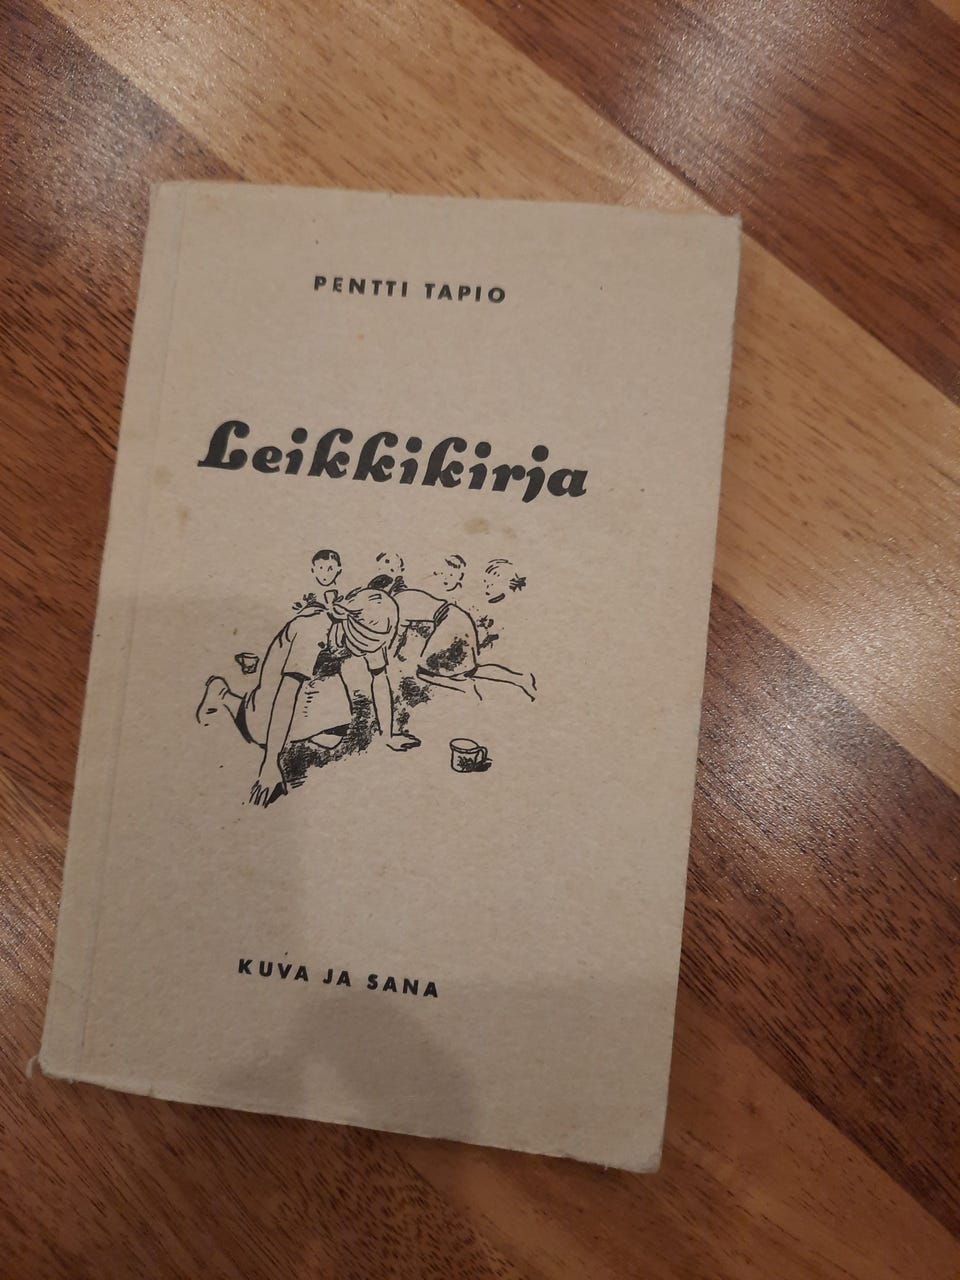 PENTTI TAPIO
Leikkikirja
KUVA JA SANA